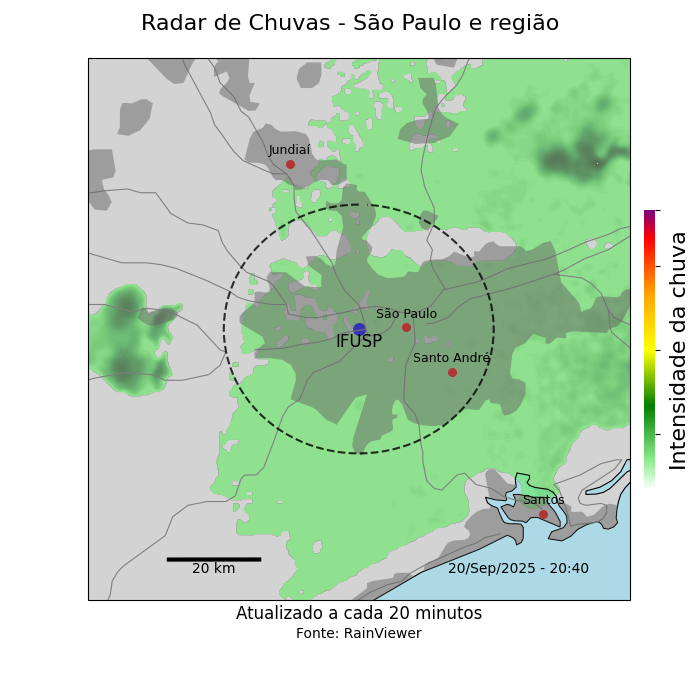 Radar de Chuvas - São Paulo e região
Jundiaí
São Paulo
IFUSP
Santo André
Santos
20 km
20/Sep/2025 - 20:40
Intensidade da chuva
Atualizado a cada 20 minutos
Fonte: RainViewer